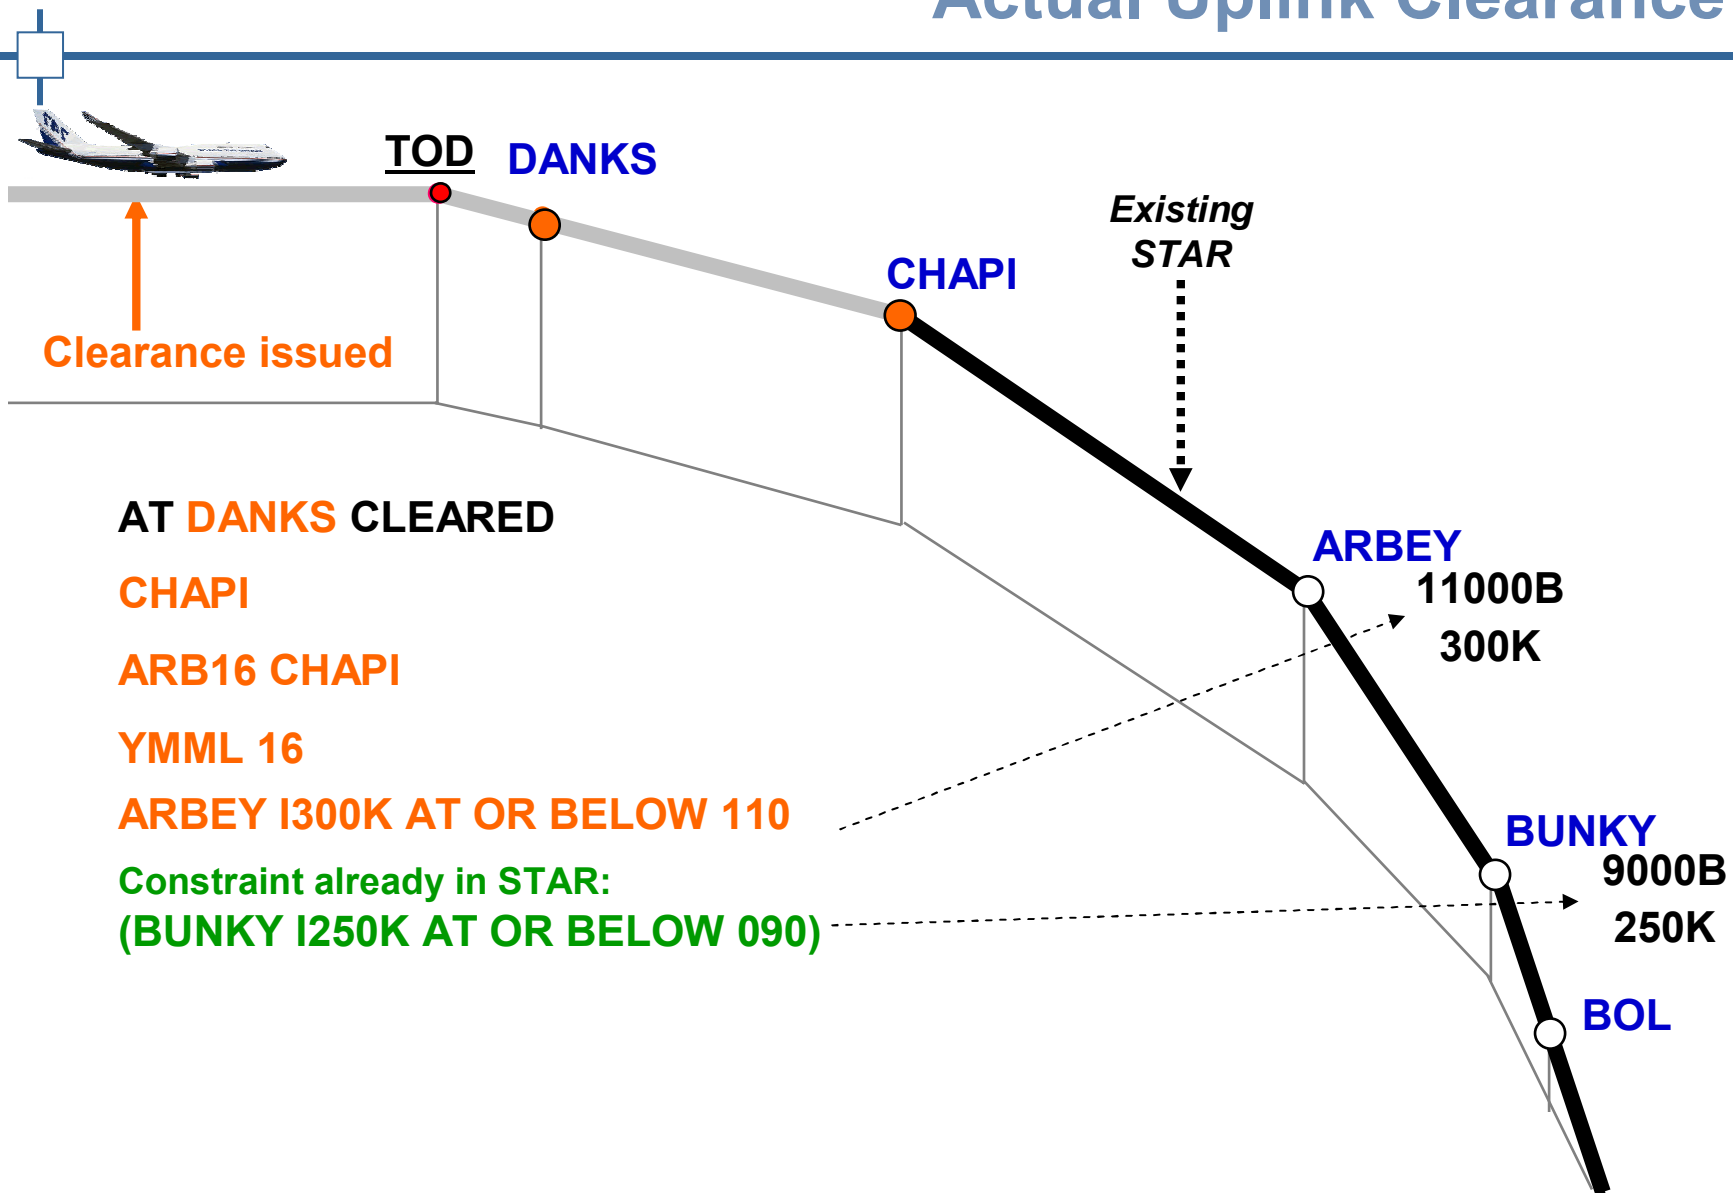 Actual Uplink Clearance
TOD
DANKS
Existing
STAR
CHAPI
Clearance issued
AT DANKS CLEARED
CHAPI
ARB16 CHAPI
YMML 16
ARBEY I300K AT OR BELOW 110
Constraint already in STAR:
(BUNKY I250K AT OR BELOW 090)
ARBEY
11000B
300K
BUNKY
9000B
250K
BOL